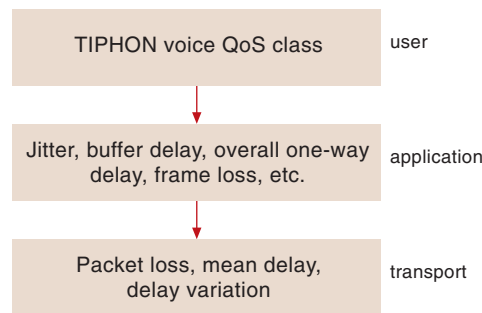 TIPHON voice QoS class
user
Jitter, buffer delay, overall one-way
delay, frame loss, etc.
application
Packet loss, mean delay,
delay variation
transport